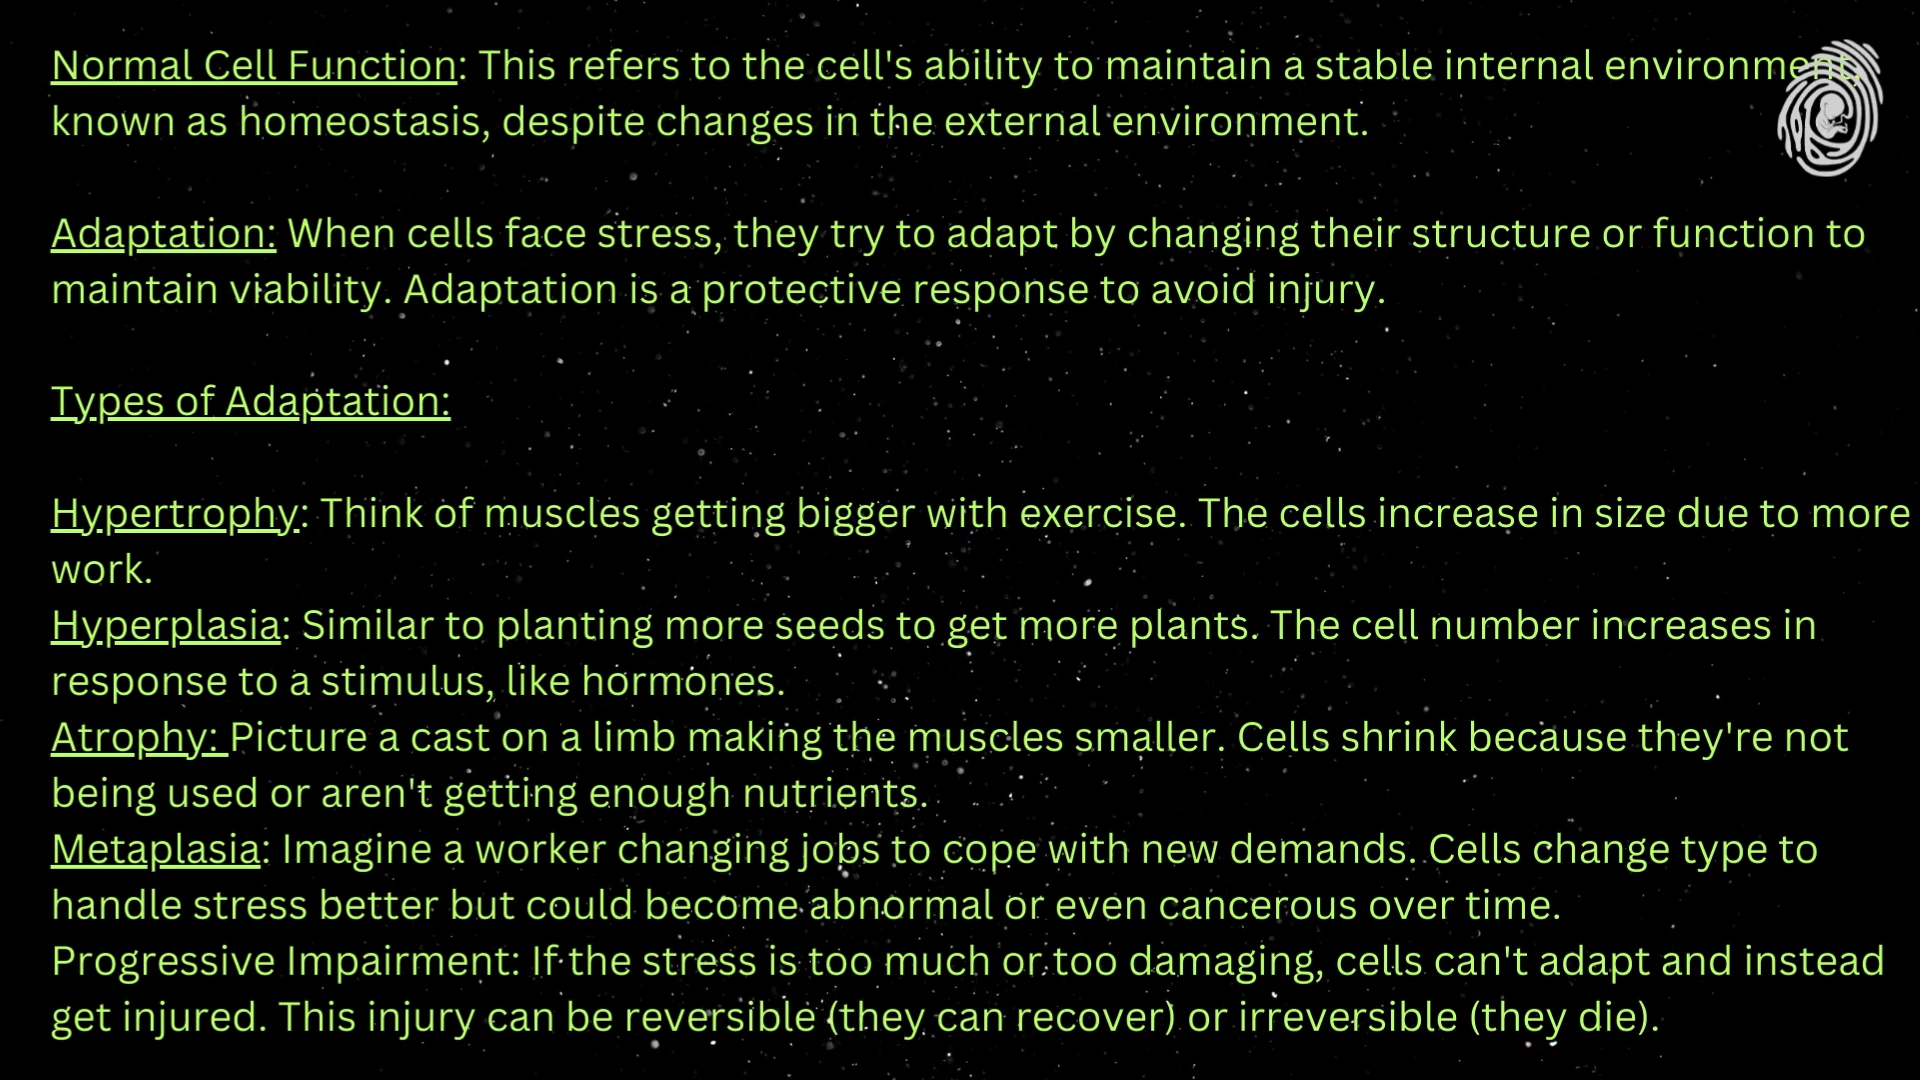 Normal Cell Function: This refers to the cell's ability to maintain a stable internal environment,
known as homeostasis, despite changes in the external environment.
Adaptation: When cells face stress, they try to adapt by changing their structure or function to
maintain viability. Adaptation is a protective response to avoid injury.
Types of Adaptation:
Hypertrophy: Think of muscles getting bigger with exercise. The cells increase in size due to more
work.
Hyperplasia: Similar to planting more seeds to get more plants. The cell number increases in
response to a stimulus, like hormones.
Atrophy: Picture a cast on a limb making the muscles smaller. Cells shrink because they're not
being used or aren't getting enough nutrients.
Metaplasia: Imagine a worker changing jobs to cope with new demands. Cells change type to
handle stress better but could become abnormal or even cancerous over time.
Progressive Impairment: If the stress is too much or too damaging, cells can't adapt and instead
get injured. This injury can be reversible (they can recover) or irreversible (they die).